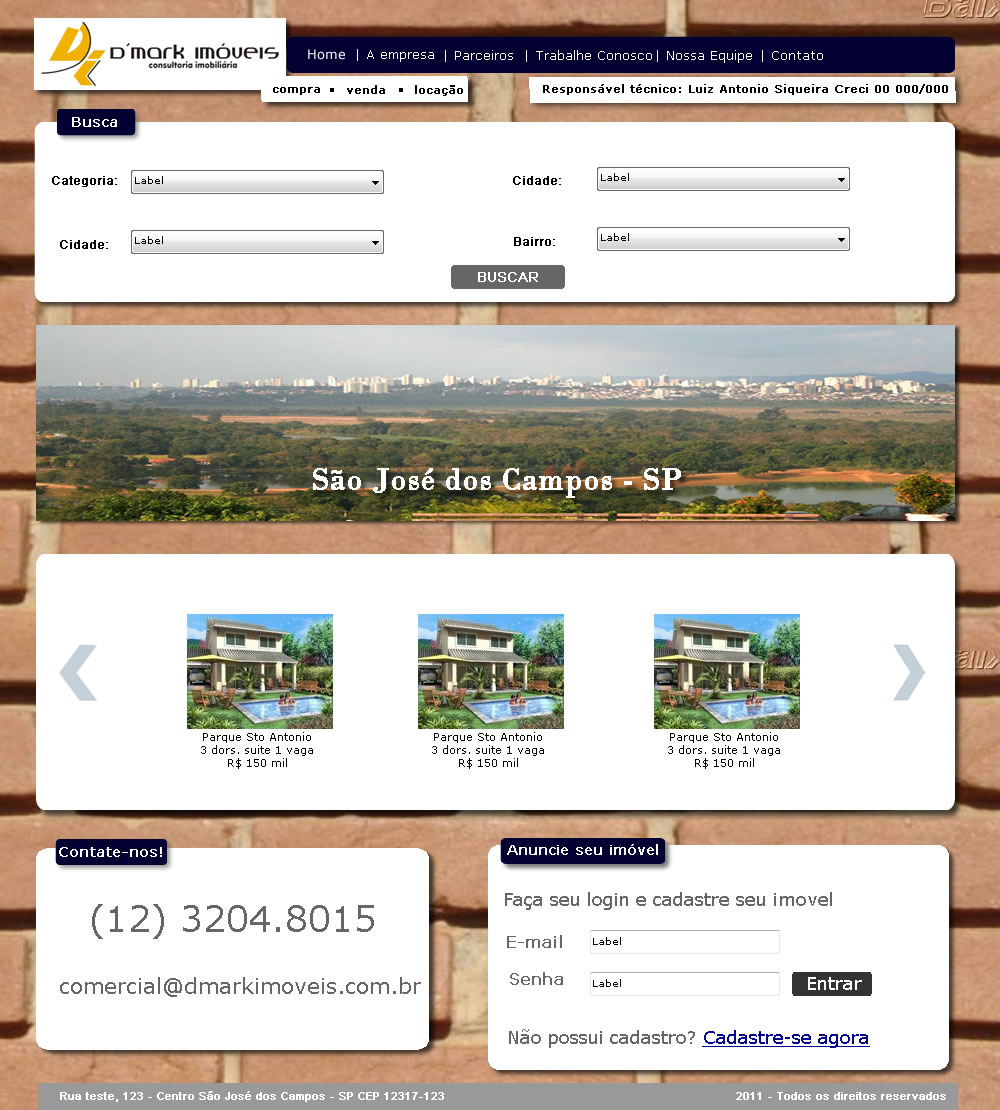 D'mark imóveis
consultoria imobiliária
Home | A empresa | Parceiros | Trabalhe Conosco | Nossa Equipe | Contato
compra ▪ venda ▪ locação
Responsável técnico: Luiz Antonio Siqueira Creci 00 000/000
Busca
Categoria: Label
Cidade: Label
Cidade: Label
Bairro: Label
BUSCAR
São José dos Campos - SP
Parque Sto Antonio
3 dors. suite 1 vaga
R$ 150 mil
Parque Sto Antonio
3 dors. suite 1 vaga
R$ 150 mil
Parque Sto Antonio
3 dors. suite 1 vaga
R$ 150 mil
Contate-nos!
(12) 3204.8015
comercial@dmarkimoveis.com.br
Anuncie seu imóvel
Faça seu login e cadastre seu imovel
E-mail Label
Senha Label Entrar
Não possui cadastro? Cadastre-se agora
Rua teste, 123 - Centro São José dos Campos - SP CEP 12317-123
2011 - Todos os direitos reservados